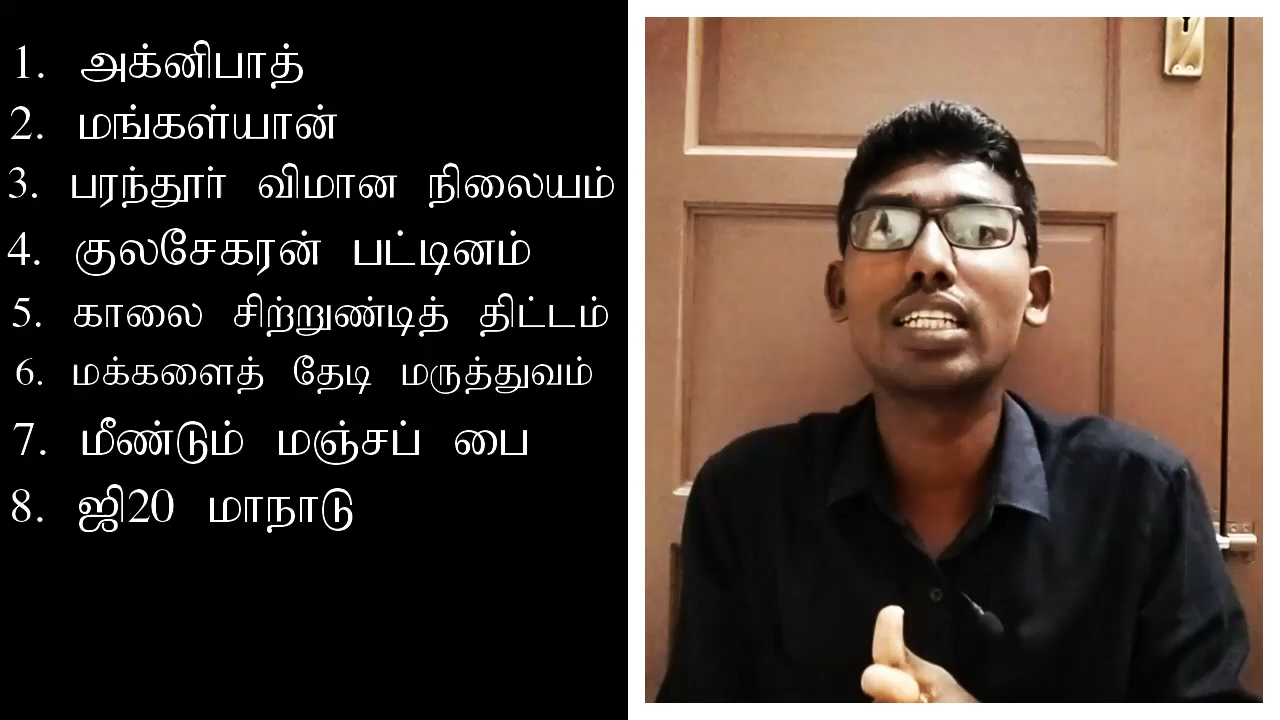 1. அக்னிபாத்
2. மங்கள்யான்
3. பரந்தூர் விமான நிலையம்
4. குலசேகரன் பட்டினம்
5. காலை சிற்றுண்டித் திட்டம்
6. மக்களைத் தேடி மருத்துவம்
7. மீண்டும் மஞ்சப் பை
8. ஜி20 மாநாடு